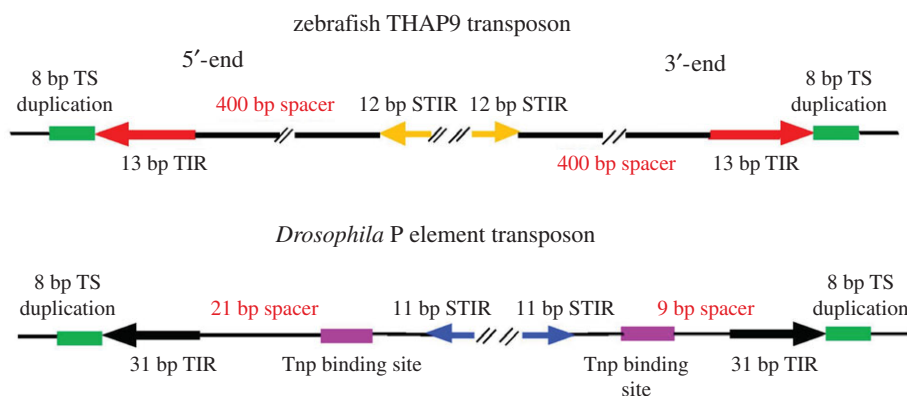 zebrafish THAP9 transposon
5′-end
3′-end
8 bp TS
duplication
400 bp spacer
12 bp STIR
12 bp STIR
8 bp TS
duplication
13 bp TIR
400 bp spacer
13 bp TIR
Drosophila P element transposon
8 bp TS
duplication
21 bp spacer
11 bp STIR
11 bp STIR
9 bp spacer
8 bp TS
duplication
31 bp TIR
Tnp binding site
Tnp binding
site
31 bp TIR